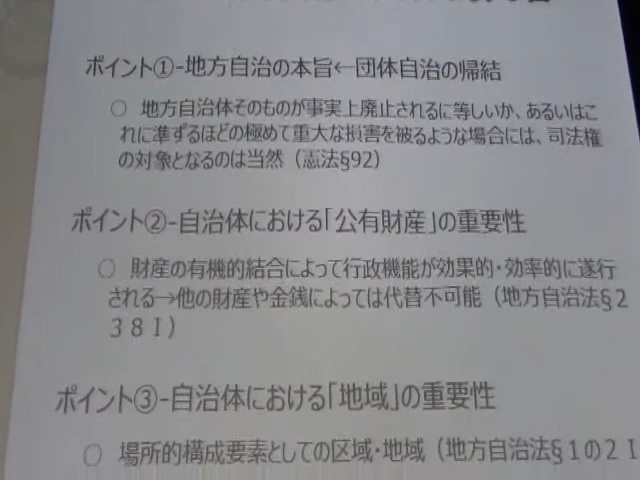 ポイント①-地方自治の本旨←団体自治の帰結
○ 地方自治体そのものが事実上廃止されるに等しいか、あるいはこ
れに準ずるほどの極めて重大な損害を被るような場合には、司法権
の対象となるのは当然（憲法§92）
ポイント②-自治体における「公有財産」の重要性
○ 財産の有機的結合によって行政機能が効果的・効率的に遂行
される→他の財産や金銭によっては代替不可能（地方自治法§2
３８Ⅰ）
ポイント③-自治体における「地域」の重要性
○ 場所的構成要素としての区域・地域（地方自治法§１の２Ⅰ